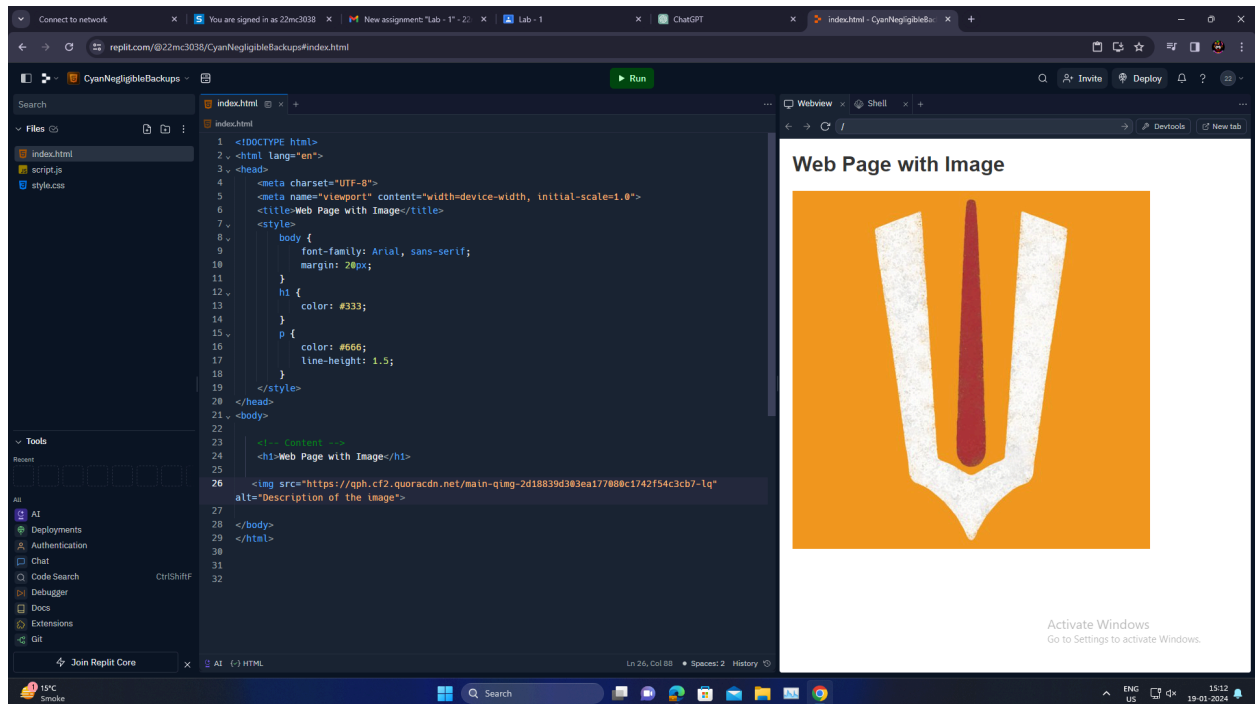 Connect to network
You are signed in as 22mc3038
New assignment: "Lab - 1" - 22
Lab - 1
ChatGPT
index.html - CyanNegligibleBac
replit.com/@22mc3038/CyanNegligibleBackups#index.html
CyanNegligibleBackups
Run
Invite
Deploy
22
Search
index.html
Webview
Shell
Files
index.html
/
Devtools
New tab
index.html
script.js
style.css
1 <!DOCTYPE html>
2 <html lang="en">
3 <head>
4 <meta charset="UTF-8">
5 <meta name="viewport" content="width=device-width, initial-scale=1.0">
6 <title>Web Page with Image</title>
7 <style>
8 body {
9 font-family: Arial, sans-serif;
10 margin: 20px;
11 }
12 h1 {
13 color: #333;
14 }
15 p {
16 color: #666;
17 line-height: 1.5;
18 }
19 </style>
20 </head>
21 <body>
22
23 <!-- Content -->
24 <h1>Web Page with Image</h1>
25
26 <img src="https://qph.cf2.quoracdn.net/main-qimg-2d18839d303ea177080c1742f54c3cb7-lq"
alt="Description of the image">
27
28 </body>
29 </html>
30
31
32
Web Page with Image
Tools
Recent
All
AI
Deployments
Authentication
Chat
Code Search CtrlShiftF
Debugger
Docs
Extensions
Git
Join Replit Core
AI {-} HTML
Ln 26, Col 88 • Spaces: 2 History
Activate Windows
Go to Settings to activate Windows.
1
15°C
Smoke
Search
ENG
US
15:12
19-01-2024